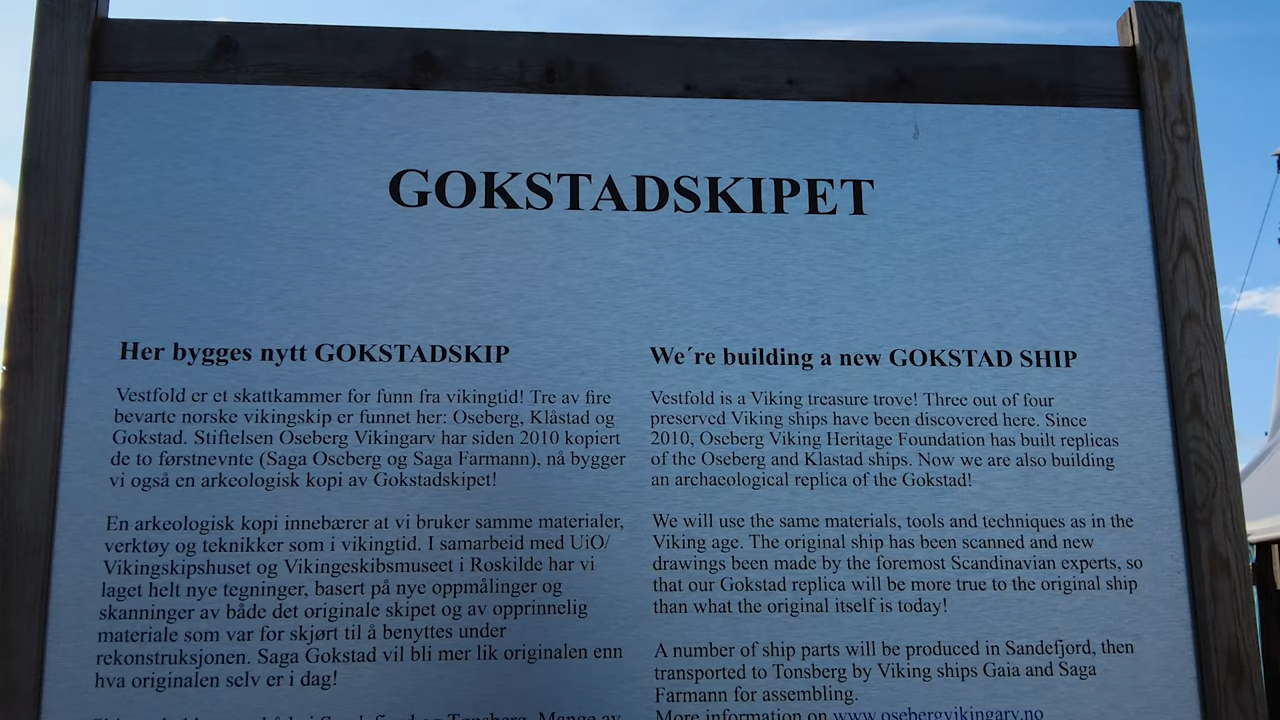 GOKSTADSKIPET
Her bygges nytt GOKSTADSKIP
Vestfold er et skattkammer for funn fra vikingtid! Tre av fire
bevarte norske vikingskip er funnet her: Oseberg, Klåstad og
Gokstad. Stiftelsen Oseberg Vikingarv har siden 2010 kopiert
de to førstnevnte (Saga Oseberg og Saga Farmann), nå bygger
vi også en arkeologisk kopi av Gokstadskipet!
En arkeologisk kopi innebærer at vi bruker samme materialer,
verktøy og teknikker som i vikingtid. I samarbeid med UiO/
Vikingskipshuset og Vikingeskibsmuseet i Roskilde har vi
laget helt nye tegninger, basert på nye oppmålinger og
skanninger av både det originale skipet og av opprinnelig
materiale som var for skjørt til å benyttes under
rekonstruksjonen. Saga Gokstad vil bli mer lik originalen enn
hva originalen selv er i dag!
We´re building a new GOKSTAD SHIP
Vestfold is a Viking treasure trove! Three out of four
preserved Viking ships have been discovered here. Since
2010, Oseberg Viking Heritage Foundation has built replicas
of the Oseberg and Klastad ships. Now we are also building
an archaeological replica of the Gokstad!
We will use the same materials, tools and techniques as in the
Viking age. The original ship has been scanned and new
drawings been made by the foremost Scandinavian experts, so
that our Gokstad replica will be more true to the original ship
than what the original itself is today!
A number of ship parts will be produced in Sandefjord, then
transported to Tonsberg by Viking ships Gaia and Saga
Farmann for assembling.
More information on www.osebergvikingarv.no